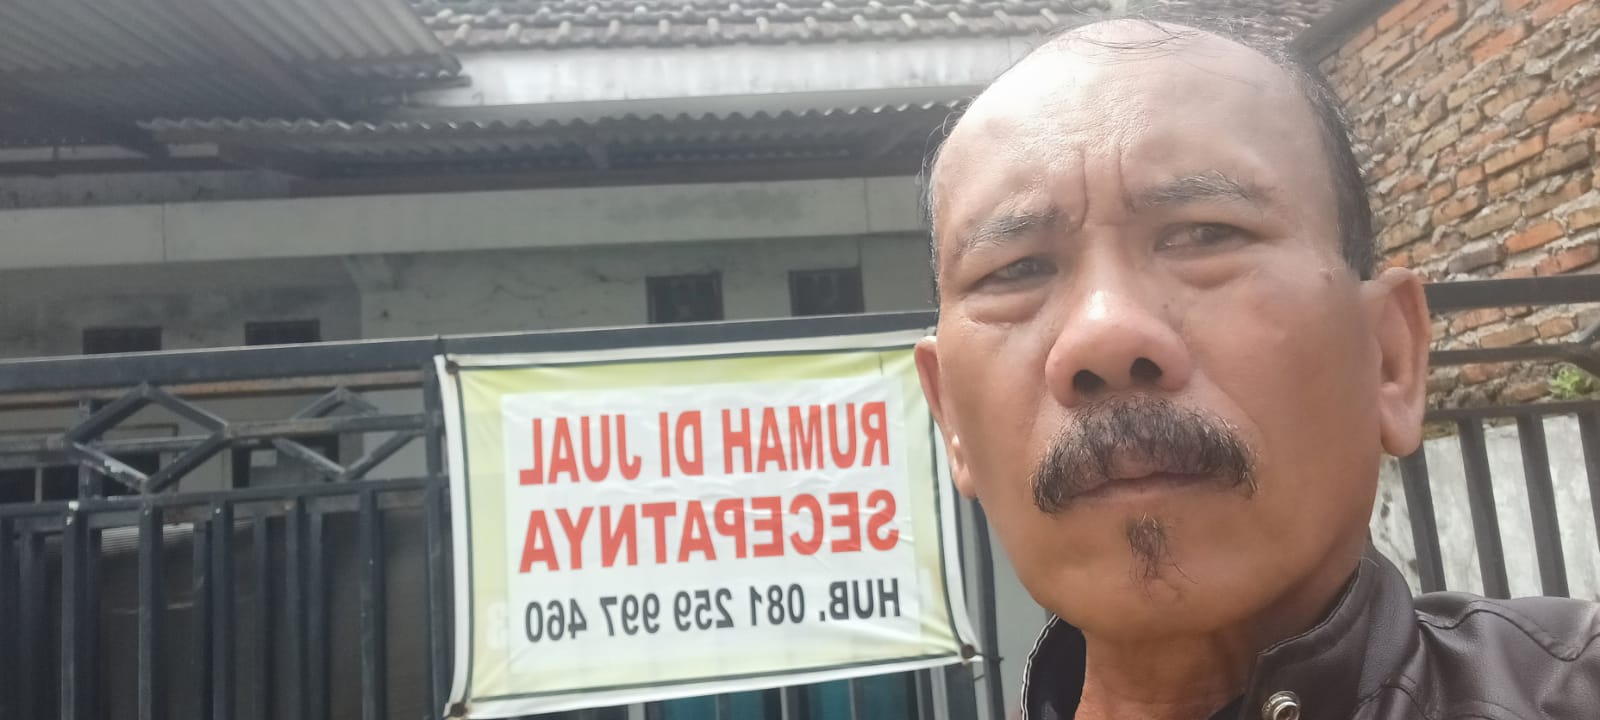 RUMAH DI JUAL
SECEPATNYA
HUB. 081 259 997 460